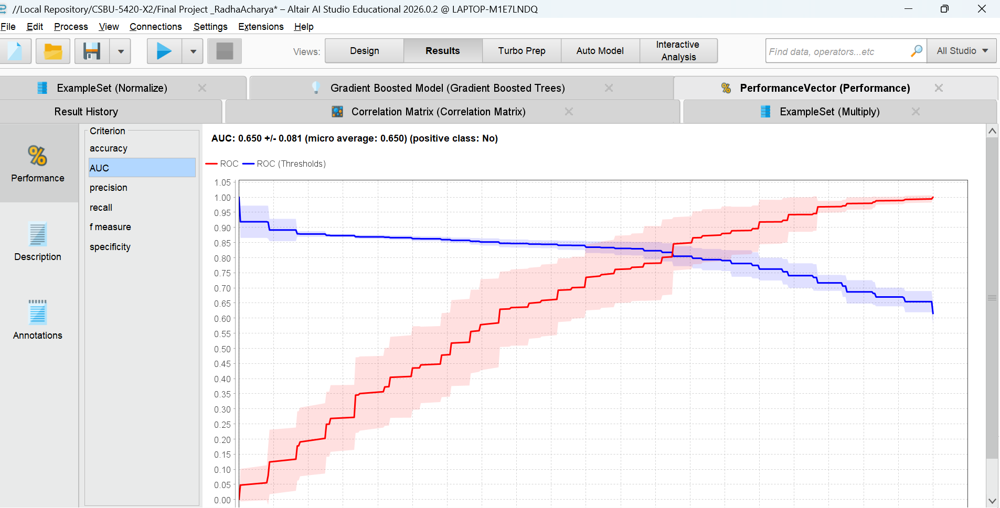 //Local Repository/CSBU-5420-X2/Final Project _RadhaAcharya* – Altair AI Studio Educational 2026.0.2 @ LAPTOP-M1E7LNDQ
File Edit Process View Connections Settings Extensions Help
Views: Design Results Turbo Prep Auto Model Interactive Analysis Find data, operators...etc All Studio
ExampleSet (Normalize) Gradient Boosted Model (Gradient Boosted Trees) PerformanceVector (Performance)
Result History Correlation Matrix (Correlation Matrix) ExampleSet (Multiply)
Performance
Description
Annotations
Criterion
accuracy
AUC
precision
recall
f measure
specificity
AUC: 0.650 +/- 0.081 (micro average: 0.650) (positive class: No)
ROC ROC (Thresholds)
1.05
1.00
0.95
0.90
0.85
0.80
0.75
0.70
0.65
0.60
0.55
0.50
0.45
0.40
0.35
0.30
0.25
0.20
0.15
0.10
0.05
0.00